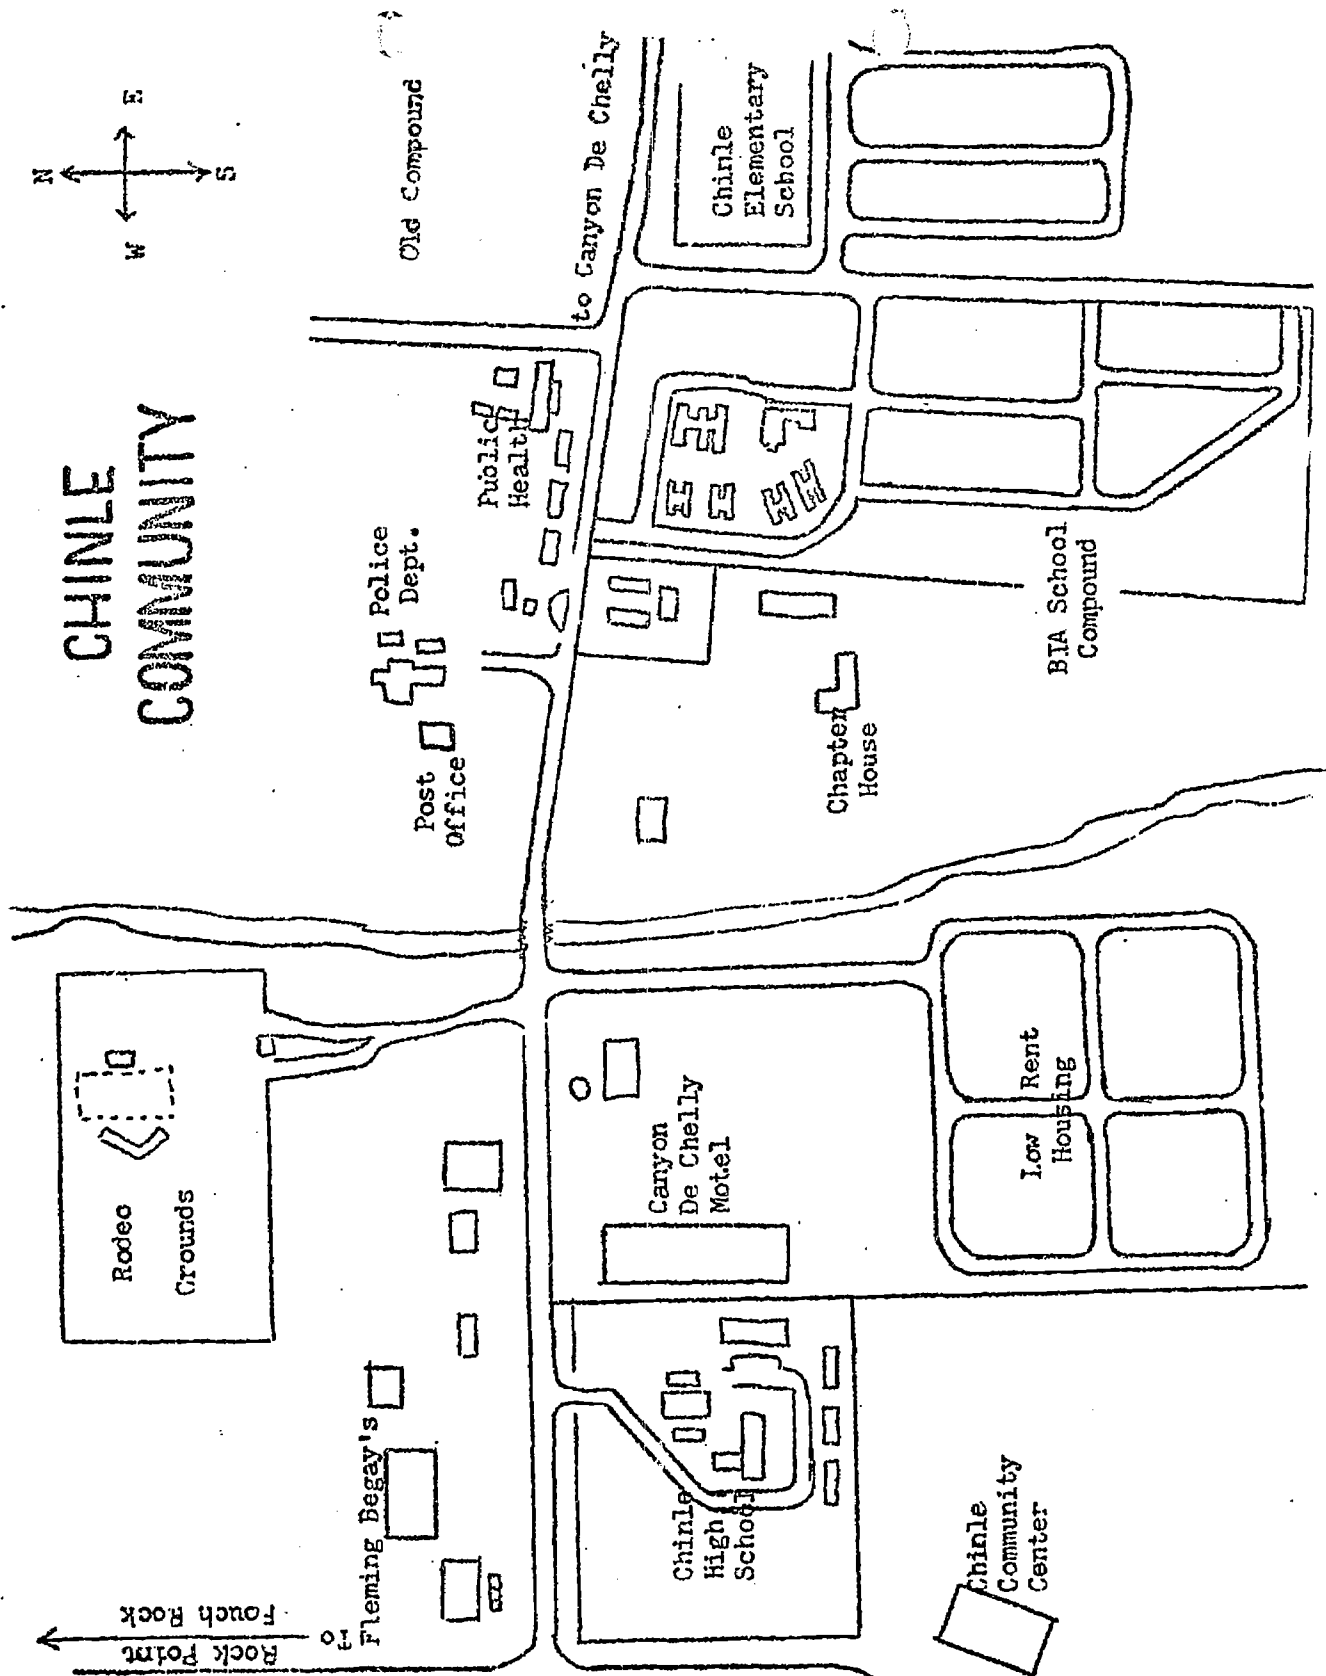 CHINLE
COMMUNITY
N
W E
S
Old Compound
to Canyon De Chelly
Chinle
Elementary
School
Public
Health
Police
Dept.
Post
Office
BIA School
Compound
Chapter
House
Rodeo
Grounds
Canyon
De Chelly
Motel
Low Rent
Housing
Fleming Begay's
To
Rock Point
Fouch Rock
Chinle
High
School
Chinle
Community
Center